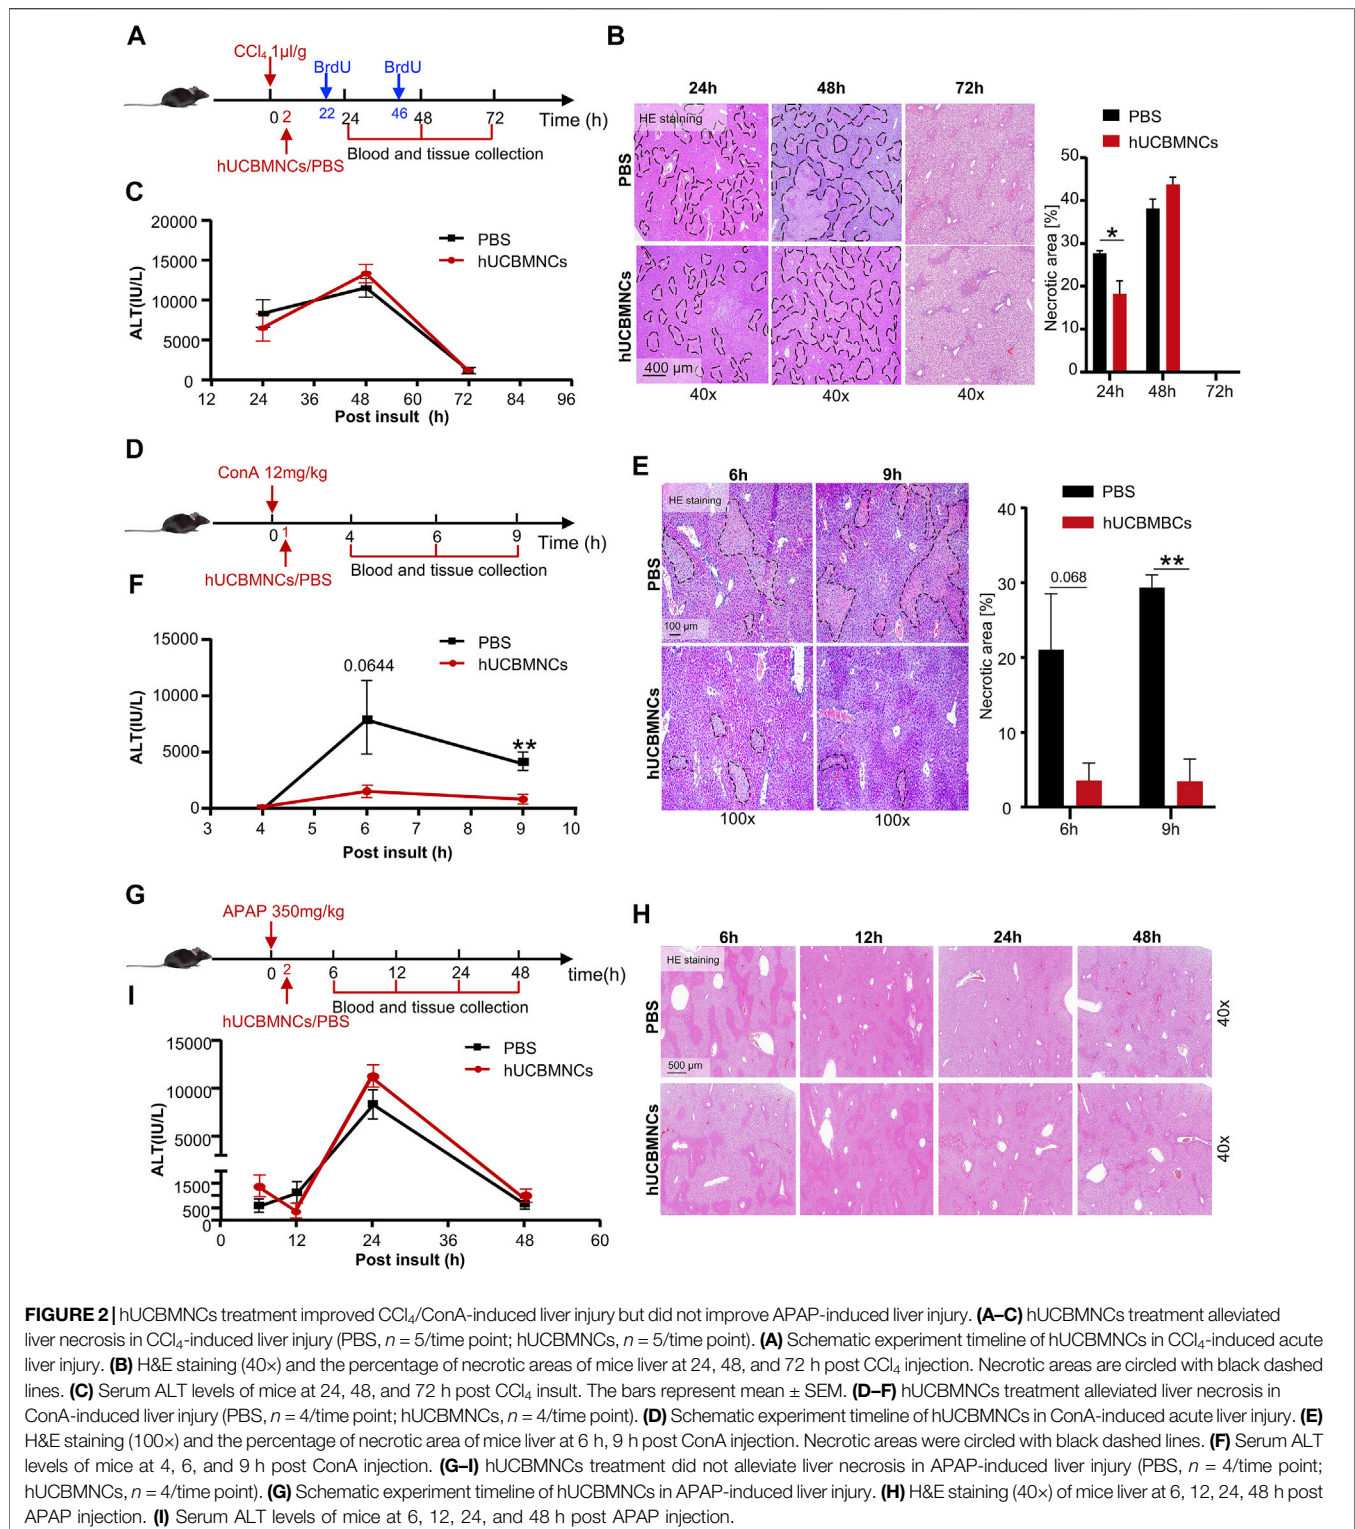 A
CCl₄ 1µl/g
BrdU
BrdU
0
2
22
24
46
48
72
Time (h)
hUCBMNCs/PBS
Blood and tissue collection
B
24h
48h
72h
HE staining
PBS
hUCBMNCs
400 µm
40x
40x
40x
PBS
hUCBMNCs
Necrotic area [%]
50
40
30
20
10
0
*
24h
48h
72h
C
ALT(IU/L)
20000
15000
10000
5000
0
PBS
hUCBMNCs
12
24
36
48
60
72
84
96
Post insult (h)
D
ConA 12mg/kg
0
1
4
6
9
Time (h)
hUCBMNCs/PBS
Blood and tissue collection
E
6h
9h
HE staining
PBS
100 µm
hUCBMNCs
100x
100x
PBS
hUCBMBCs
Necrotic area [%]
40
30
20
10
0
0.068
**
6h
9h
F
ALT(IU/L)
15000
10000
5000
0
PBS
hUCBMNCs
0.0644
**
3
4
5
6
7
8
9
10
Post insult (h)
G
APAP 350mg/kg
0
2
6
12
24
48
time(h)
hUCBMNCs/PBS
Blood and tissue collection
H
6h
12h
24h
48h
HE staining
PBS
500 µm
hUCBMNCs
40x
40x
I
ALT(IU/L)
15000
10000
5000
1500
500
0
PBS
hUCBMNCs
0
12
24
36
48
60
Post insult (h)
FIGURE 2 | hUCBMNCs treatment improved CCl₄/ConA-induced liver injury but did not improve APAP-induced liver injury. (A–C) hUCBMNCs treatment alleviated
liver necrosis in CCl₄-induced liver injury (PBS, n = 5/time point; hUCBMNCs, n = 5/time point). (A) Schematic experiment timeline of hUCBMNCs in CCl₄-induced acute
liver injury. (B) H&E staining (40×) and the percentage of necrotic areas of mice liver at 24, 48, and 72 h post CCl₄ injection. Necrotic areas are circled with black dashed
lines. (C) Serum ALT levels of mice at 24, 48, and 72 h post CCl₄ insult. The bars represent mean ± SEM. (D–F) hUCBMNCs treatment alleviated liver necrosis in
ConA-induced liver injury (PBS, n = 4/time point; hUCBMNCs, n = 4/time point). (D) Schematic experiment timeline of hUCBMNCs in ConA-induced acute liver injury. (E)
H&E staining (100×) and the percentage of necrotic area of mice liver at 6 h, 9 h post ConA injection. Necrotic areas were circled with black dashed lines. (F) Serum ALT
levels of mice at 4, 6, and 9 h post ConA injection. (G–I) hUCBMNCs treatment did not alleviate liver necrosis in APAP-induced liver injury (PBS, n = 4/time point;
hUCBMNCs, n = 4/time point). (G) Schematic experiment timeline of hUCBMNCs in APAP-induced liver injury. (H) H&E staining (40×) of mice liver at 6, 12, 24, 48 h post
APAP injection. (I) Serum ALT levels of mice at 6, 12, 24, and 48 h post APAP injection.